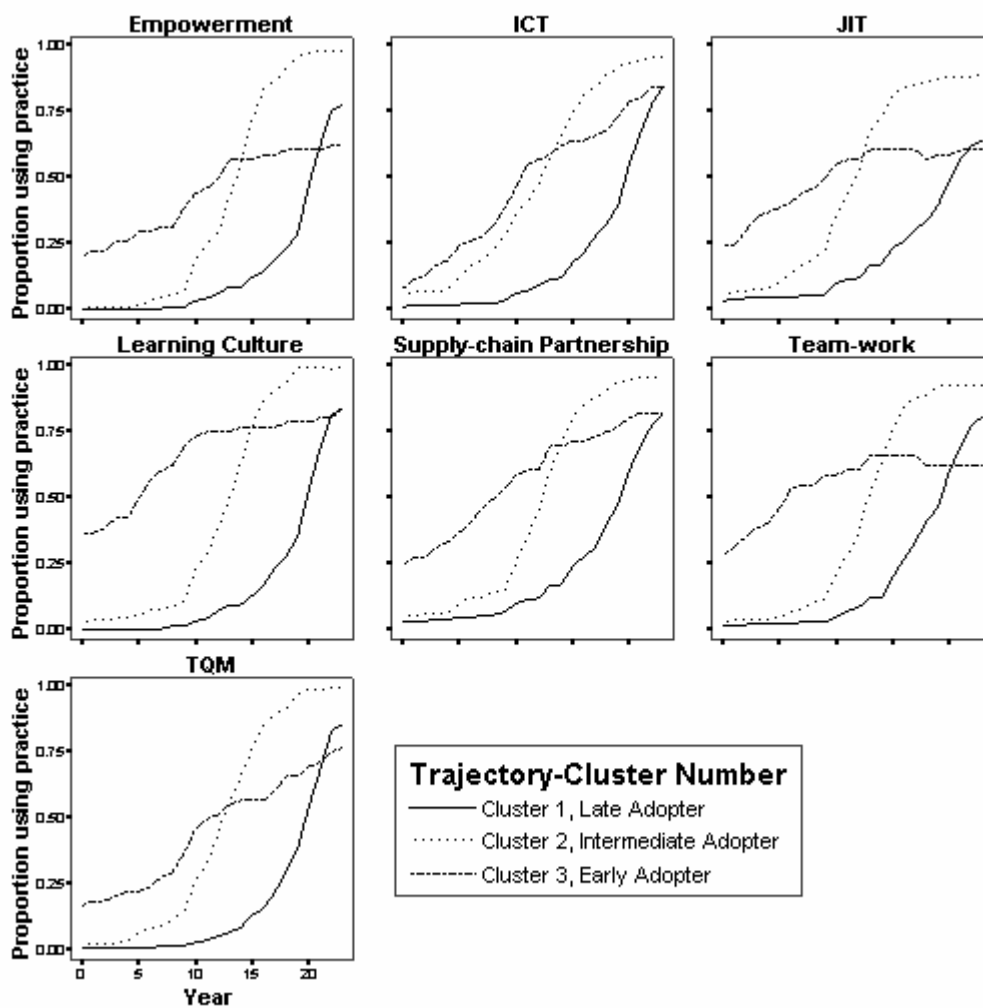 Empowerment ICT JIT
Proportion using practice
1.00
0.75
0.50
0.25
0.00
Learning Culture Supply-chain Partnership Team-work
Proportion using practice
1.00
0.75
0.50
0.25
0.00
TQM
Proportion using practice
1.00
0.75
0.50
0.25
0.00
0 5 10 15 20
Year
Trajectory-Cluster Number
Cluster 1, Late Adopter
Cluster 2, Intermediate Adopter
Cluster 3, Early Adopter